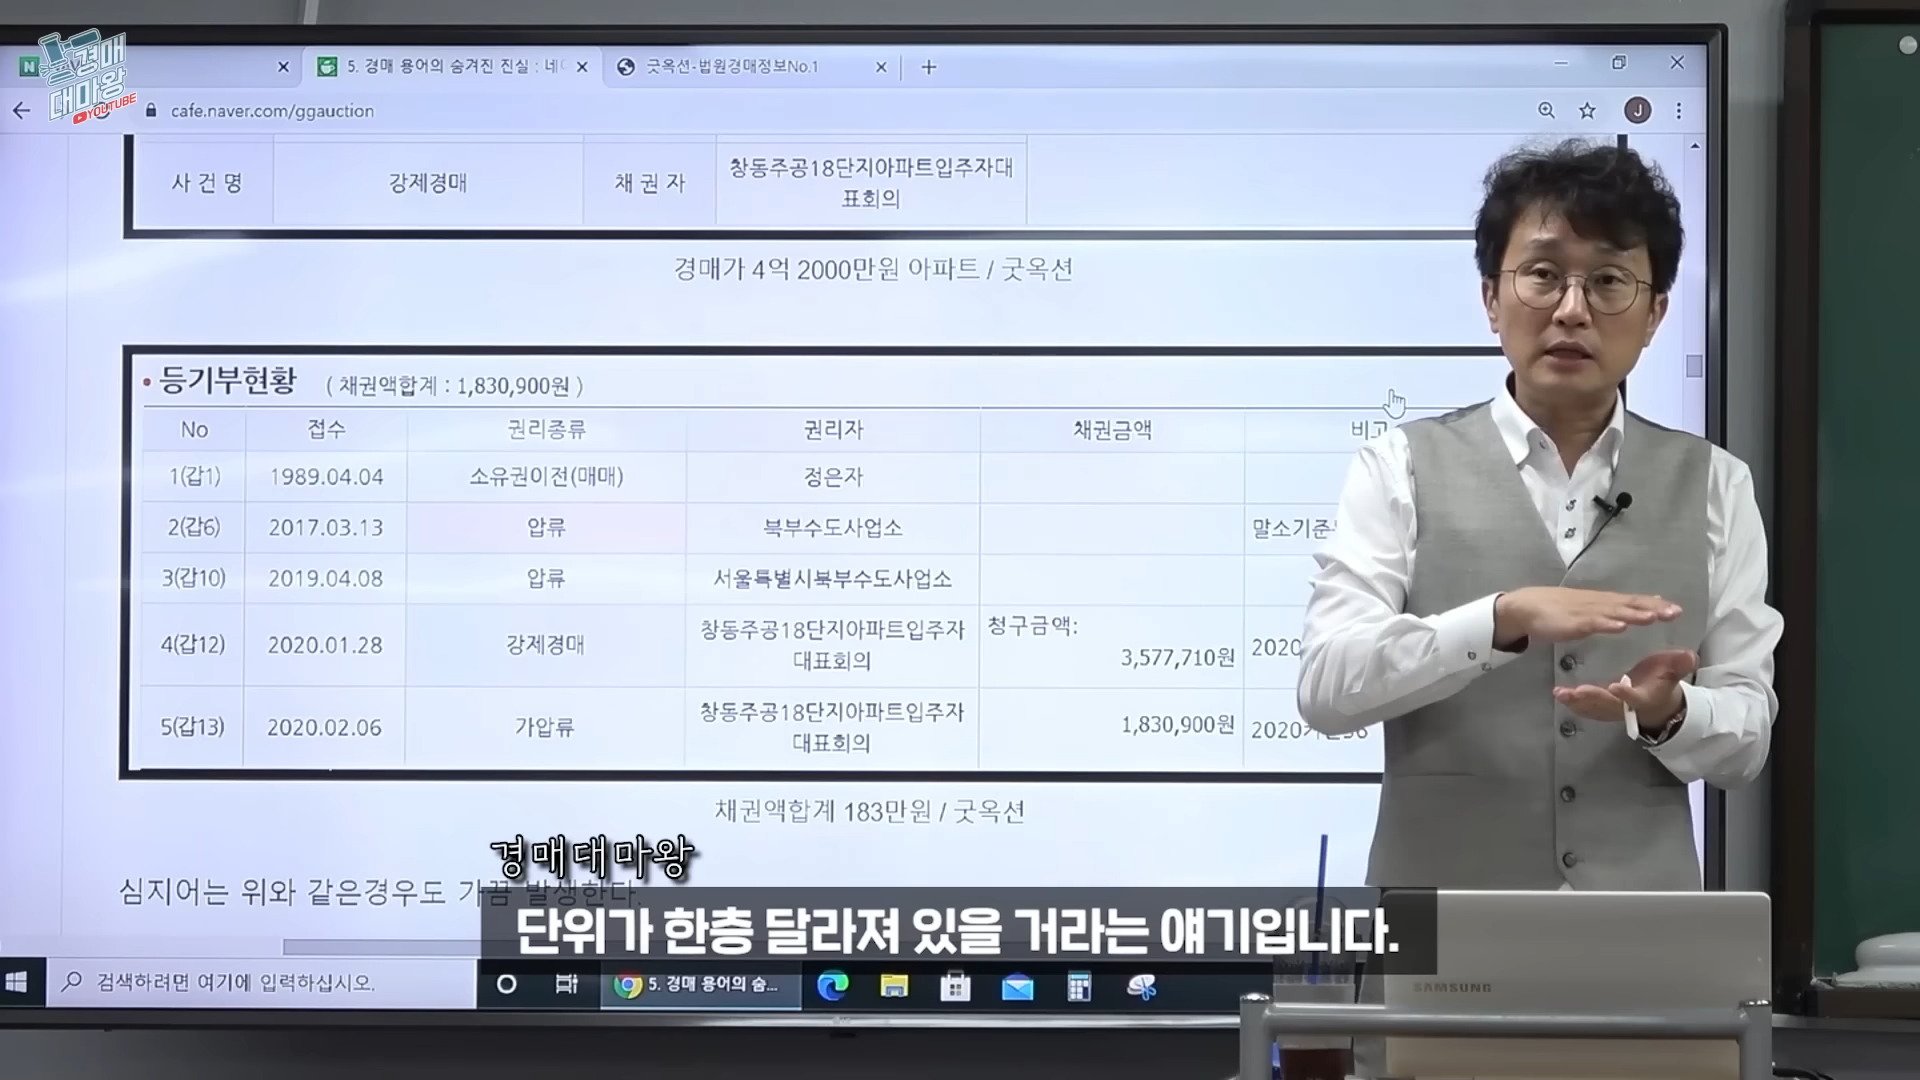 경매
대마왕
YOUTUBE
5. 경매 용어의 숨겨진 진실 : 네이
굿옥션-법원경매정보No.1
cafe.naver.com/ggauction
J
사 건 명 강제경매 채 권 자 창동주공18단지아파트입주자대
표회의
경매가 4억 2000만원 아파트 / 굿옥션
• 등기부현황 ( 채권액합계 : 1,830,900원 )
No 접수 권리종류 권리자 채권금액 비고
1(갑1) 1989.04.04 소유권이전(매매) 정은자
2(갑6) 2017.03.13 압류 북부수도사업소 말소기준
3(갑10) 2019.04.08 압류 서울특별시북부수도사업소
4(갑12) 2020.01.28 강제경매 창동주공18단지아파트입주자
대표회의 청구금액:
3,577,710원 2020
5(갑13) 2020.02.06 가압류 창동주공18단지아파트입주자
대표회의 1,830,900원 2020카단36
채권액합계 183만원 / 굿옥션
심지어는 위와 같은경우도 가끔 발생한다.
경매대마왕
단위가 한층 달라져 있을 거라는 얘기입니다.
검색하려면 여기에 입력하십시오.
5. 경매 용어의 숨...
SAMSUNG